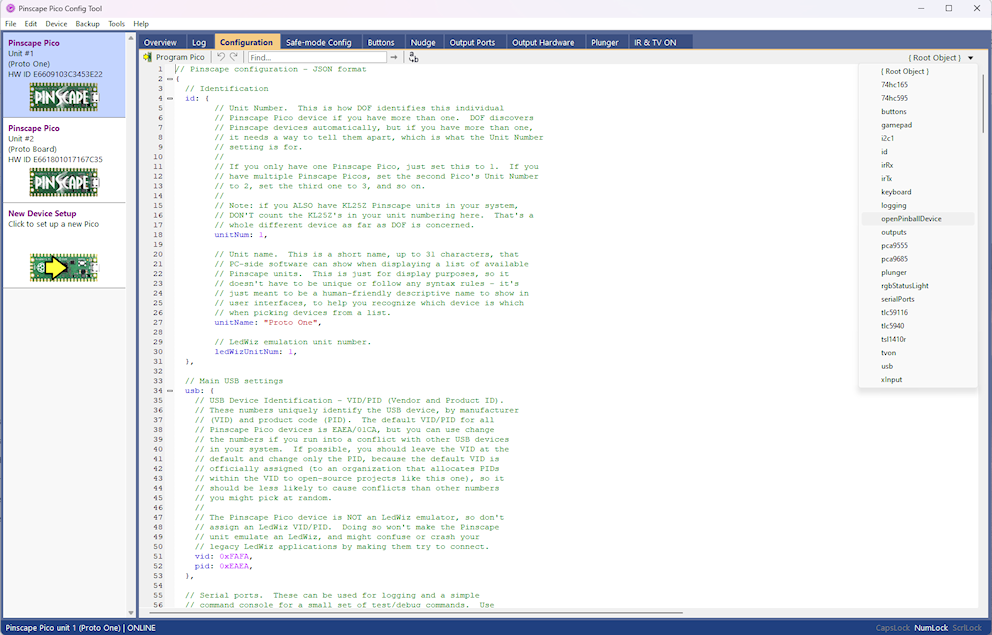 Pinscape Pico Config Tool
File Edit Device Backup Tools Help
Pinscape Pico
Unit #1
(Proto One)
HW ID E6609103C3453E22
PINSCAPE
Pinscape Pico
Unit #2
(Proto Board)
HW ID E661801017167C35
PINSCAPE
New Device Setup
Click to set up a new Pico
Overview Log Configuration Safe-mode Config Buttons Nudge Output Ports Output Hardware Plunger IR & TV ON
Program Pico Find... { Root Object }
1 // Pinscape configuration - JSON format
2 {
3 // Identification
4 id: {
5 // Unit Number. This is how DOF identifies this individual
6 // Pinscape Pico device if you have more than one. DOF discovers
7 // Pinscape devices automatically, but if you have more than one,
8 // it needs a way to tell them apart, which is what the Unit Number
9 // setting is for.
10 //
11 // If you only have one Pinscape Pico, just set this to 1. If you
12 // have multiple Pinscape Picos, set the second Pico's Unit Number
13 // to 2, set the third one to 3, and so on.
14 //
15 // Note: if you ALSO have KL25Z Pinscape units in your system,
16 // DON'T count the KL25Z's in your unit numbering here. That's a
17 // whole different device as far as DOF is concerned.
18 unitNum: 1,
19
20 // Unit name. This is a short name, up to 31 characters, that
21 // PC-side software can show when displaying a list of available
22 // Pinscape units. This is just for display purposes, so it
23 // doesn't have to be unique or follow any syntax rules - it's
24 // just meant to be a human-friendly descriptive name to show in
25 // user interfaces, to help you recognize which device is which
26 // when picking devices from a list.
27 unitName: "Proto One",
28
29 // LedWiz emulation unit number.
30 ledWizUnitNum: 1,
31 },
32
33 // Main USB settings
34 usb: {
35 // USB Device Identification - VID/PID (Vendor and Product ID).
36 // These numbers uniquely identify the USB device, by manufacturer
37 // (VID) and product code (PID). The default VID/PID for all
38 // Pinscape Pico devices is EAEA/01CA, but you can use change
39 // the numbers if you run into a conflict with other USB devices
40 // in your system. If possible, you should leave the VID at the
41 // default and change only the PID, because the default VID is
42 // officially assigned (to an organization that allocates PIDs
43 // within the VID to open-source projects like this one), so it
44 // should be less likely to cause conflicts than other numbers
45 // you might pick at random.
46 //
47 // The Pinscape Pico device is NOT an LedWiz emulator, so don't
48 // assign an LedWiz VID/PID. Doing so won't make the Pinscape
49 // unit emulate an LedWiz, and might confuse or crash your
50 // legacy LedWiz applications by making them try to connect.
51 vid: 0xFAFA,
52 pid: 0xEAEA,
53 },
54
55 // Serial ports. These can be used for logging and a simple
56 // command console for a small set of test/debug commands. Use
{ Root Object }
74hc165
74hc595
buttons
gamepad
i2c1
id
irRx
irTx
keyboard
logging
openPinballDevice
outputs
pca9555
pca9685
plunger
rgbStatusLight
serialPorts
tlc59116
tlc5940
tsl1410r
tvon
usb
xInput
Pinscape Pico unit 1 (Proto One) | ONLINE CapsLock NumLock ScrlLock